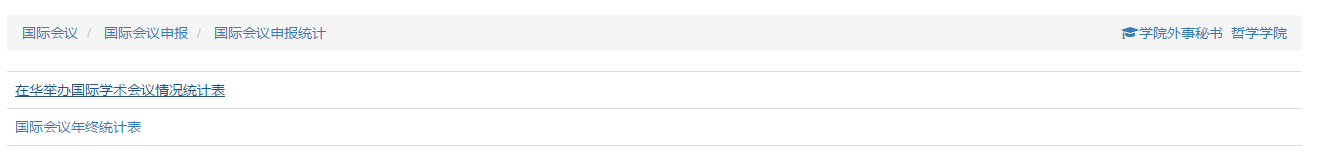 国际会议 / 国际会议申报 / 国际会议申报统计 学院外事秘书 哲学学院
在华举办国际学术会议情况统计表
国际会议年终统计表